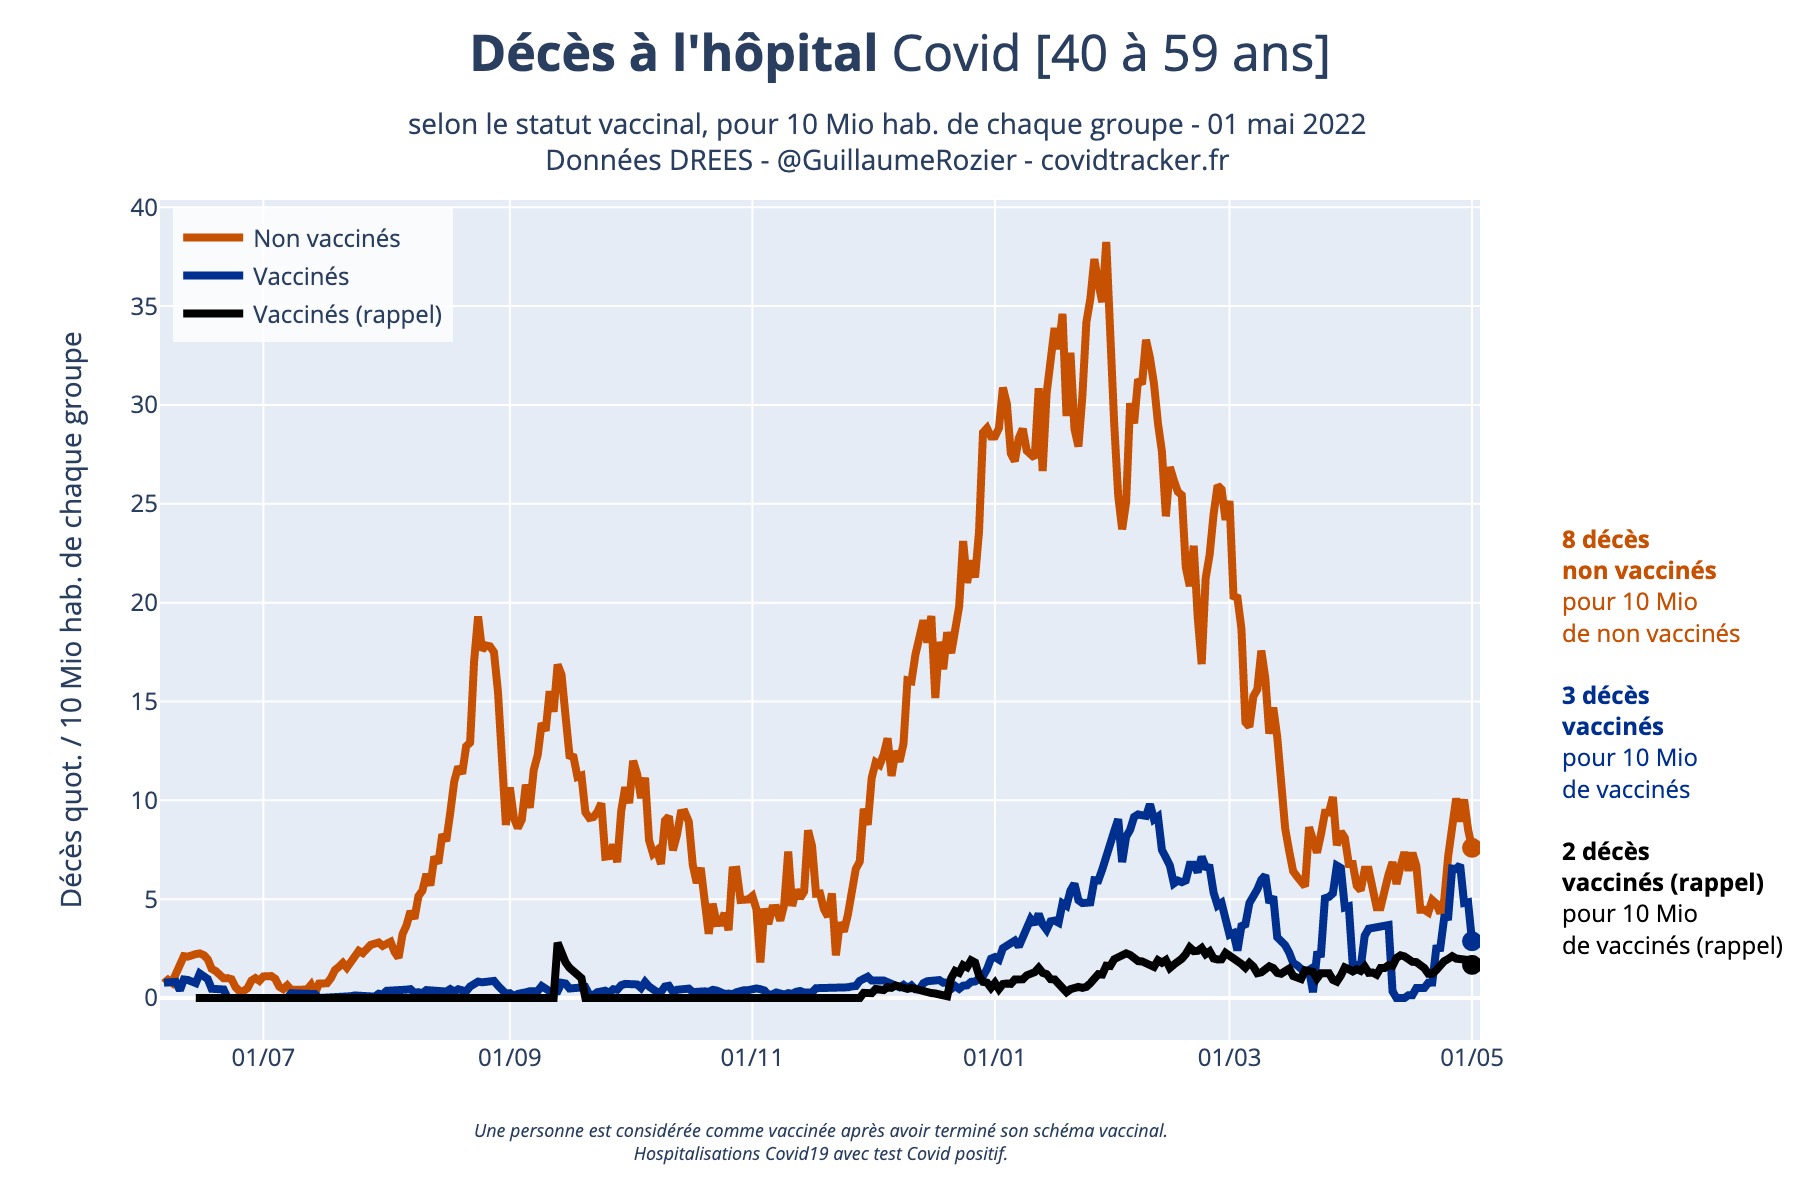 Décès à l'hôpital Covid [40 à 59 ans]
selon le statut vaccinal, pour 10 Mio hab. de chaque groupe - 01 mai 2022
Données DREES - @GuillaumeRozier - covidtracker.fr
Décès quot. / 10 Mio hab. de chaque groupe
40
35
30
25
20
15
10
5
0
Non vaccinés
Vaccinés
Vaccinés (rappel)
01/07
01/09
01/11
01/01
01/03
01/05
8 décès
non vaccinés
pour 10 Mio
de non vaccinés
3 décès
vaccinés
pour 10 Mio
de vaccinés
2 décès
vaccinés (rappel)
pour 10 Mio
de vaccinés (rappel)
Une personne est considérée comme vaccinée après avoir terminé son schéma vaccinal.
Hospitalisations Covid19 avec test Covid positif.